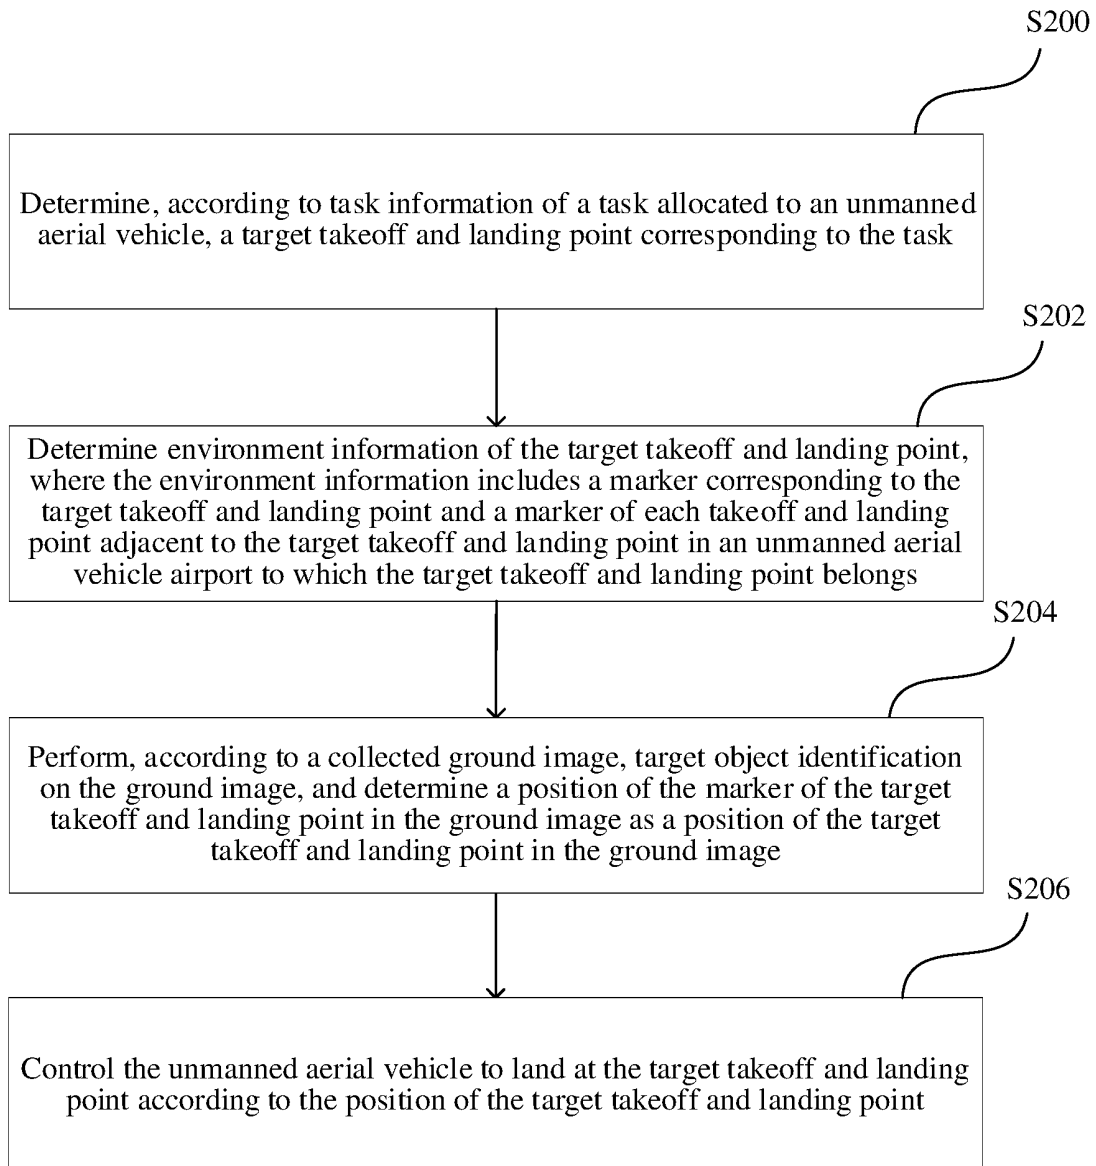 S200
Determine, according to task information of a task allocated to an unmanned
aerial vehicle, a target takeoff and landing point corresponding to the task
S202
Determine environment information of the target takeoff and landing point,
where the environment information includes a marker corresponding to the
target takeoff and landing point and a marker of each takeoff and landing
point adjacent to the target takeoff and landing point in an unmanned aerial
vehicle airport to which the target takeoff and landing point belongs
S204
Perform, according to a collected ground image, target object identification
on the ground image, and determine a position of the marker of the target
takeoff and landing point in the ground image as a position of the target
takeoff and landing point in the ground image
S206
Control the unmanned aerial vehicle to land at the target takeoff and landing
point according to the position of the target takeoff and landing point